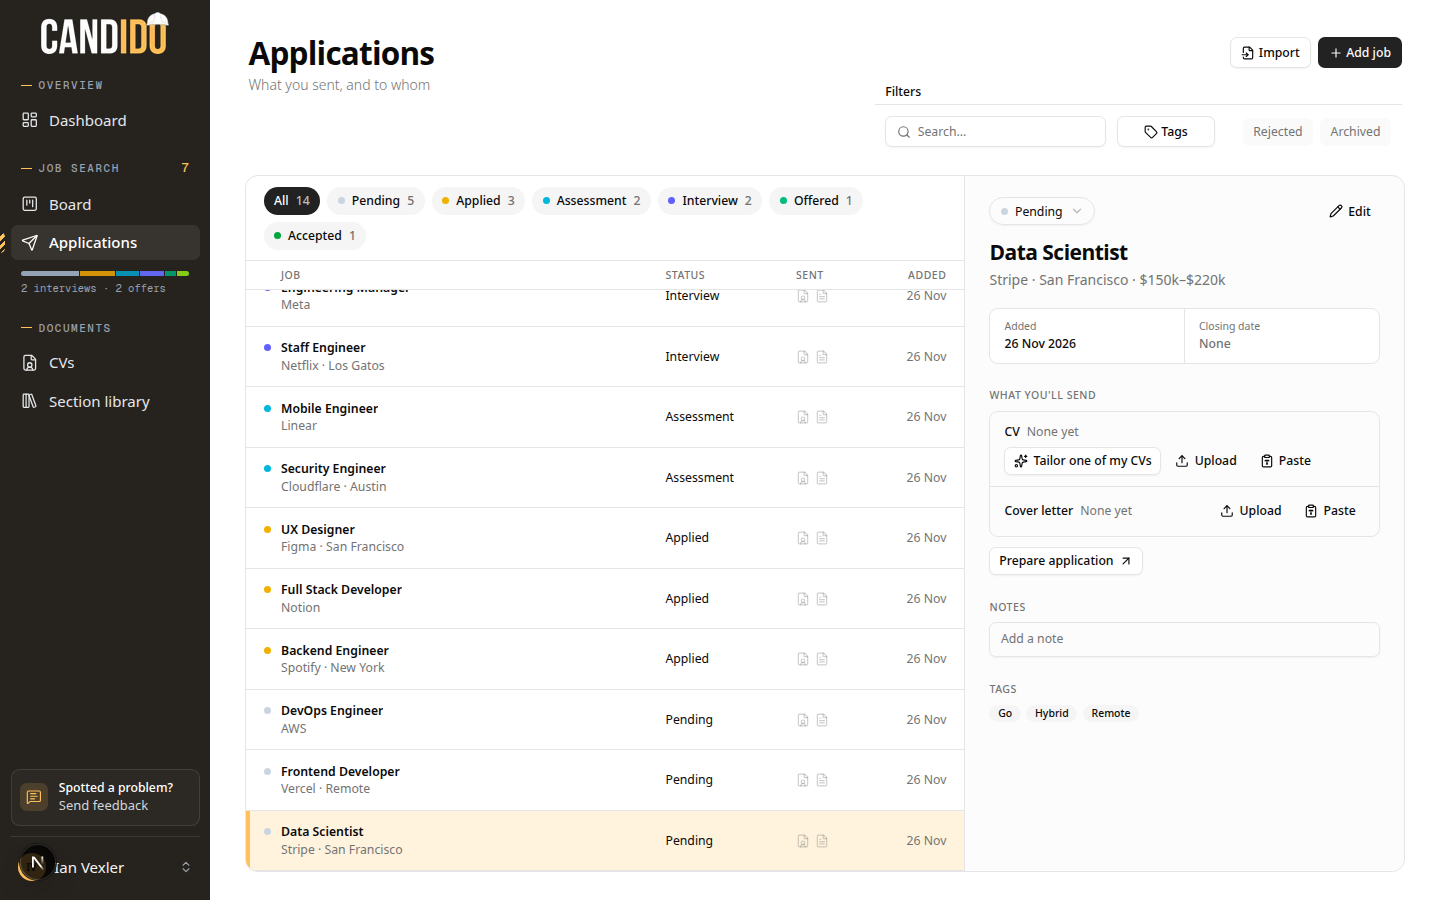 CANDIDO
OVERVIEW
Dashboard
JOB SEARCH 7
Board
Applications
2 interviews · 2 offers
DOCUMENTS
CVs
Section library
Spotted a problem?
Send feedback
N Ian Vexler
Applications
What you sent, and to whom
Import
+ Add job
Filters
Search...
Tags
Rejected
Archived
All 14 Pending 5 Applied 3 Assessment 2 Interview 2 Offered 1
Accepted 1
JOB STATUS SENT ADDED
Engineering Manager Interview 26 Nov
Meta
Staff Engineer
Netflix · Los Gatos
Interview 26 Nov
Mobile Engineer
Linear
Assessment 26 Nov
Security Engineer
Cloudflare · Austin
Assessment 26 Nov
UX Designer
Figma · San Francisco
Applied 26 Nov
Full Stack Developer
Notion
Applied 26 Nov
Backend Engineer
Spotify · New York
Applied 26 Nov
DevOps Engineer
AWS
Pending 26 Nov
Frontend Developer
Vercel · Remote
Pending 26 Nov
Data Scientist
Stripe · San Francisco
Pending 26 Nov
Pending
Edit
Data Scientist
Stripe · San Francisco · $150k–$220k
Added
26 Nov 2026
Closing date
None
WHAT YOU'LL SEND
CV None yet
Tailor one of my CVs Upload Paste
Cover letter None yet Upload Paste
Prepare application
NOTES
Add a note
TAGS
Go Hybrid Remote